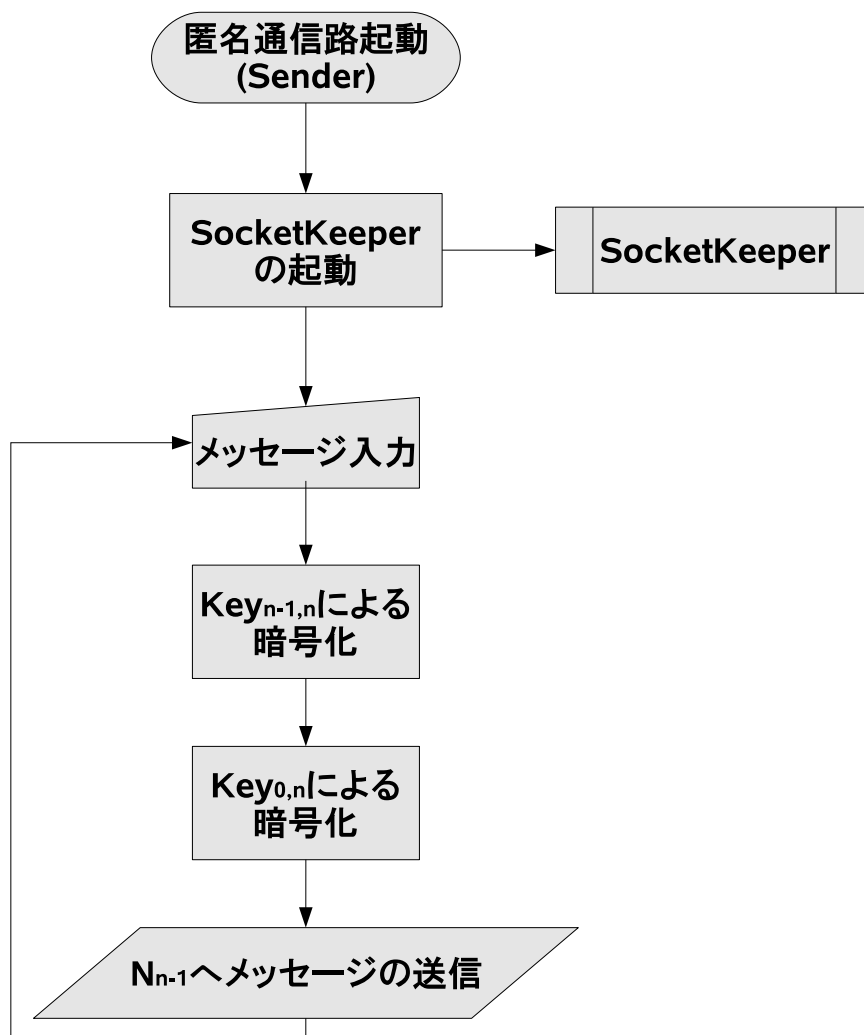 匿名通信路起動
(Sender)
SocketKeeper
の起動
SocketKeeper
メッセージ入力
Keyn-1,nによる
暗号化
Key0,nによる
暗号化
Nn-1へメッセージの送信